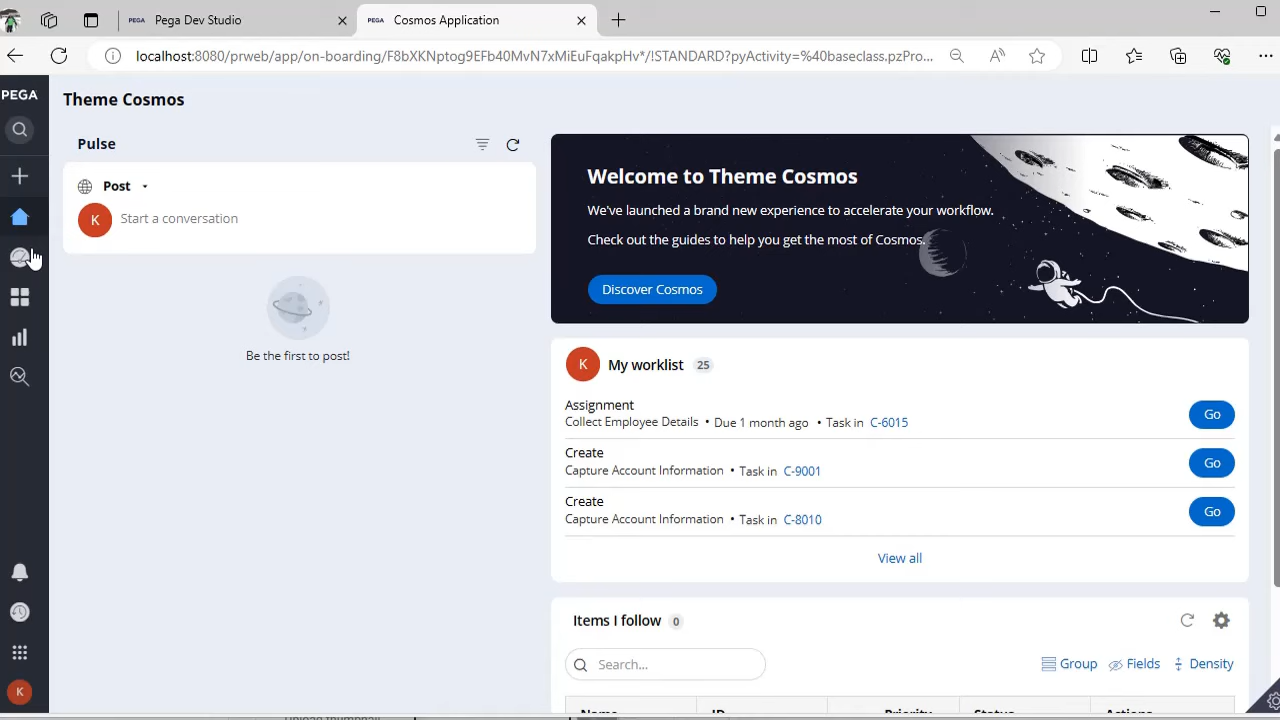 PEGA Pega Dev Studio
PEGA Cosmos Application
localhost:8080/prweb/app/on-boarding/F8bXKNptog9EFb40MvN7xMiEuFqakpHv*/!STANDARD?pyActivity=%40baseclass.pzPro...
PEGA
Theme Cosmos
Pulse
Post
K
Start a conversation
Be the first to post!
Welcome to Theme Cosmos
We've launched a brand new experience to accelerate your workflow.
Check out the guides to help you get the most of Cosmos.
Discover Cosmos
K My worklist 25
Assignment
Collect Employee Details • Due 1 month ago • Task in C-6015
Go
Create
Capture Account Information • Task in C-9001
Go
Create
Capture Account Information • Task in C-8010
Go
View all
Items I follow 0
Search...
Group Fields Density
Name ID Priority Status Actions
K